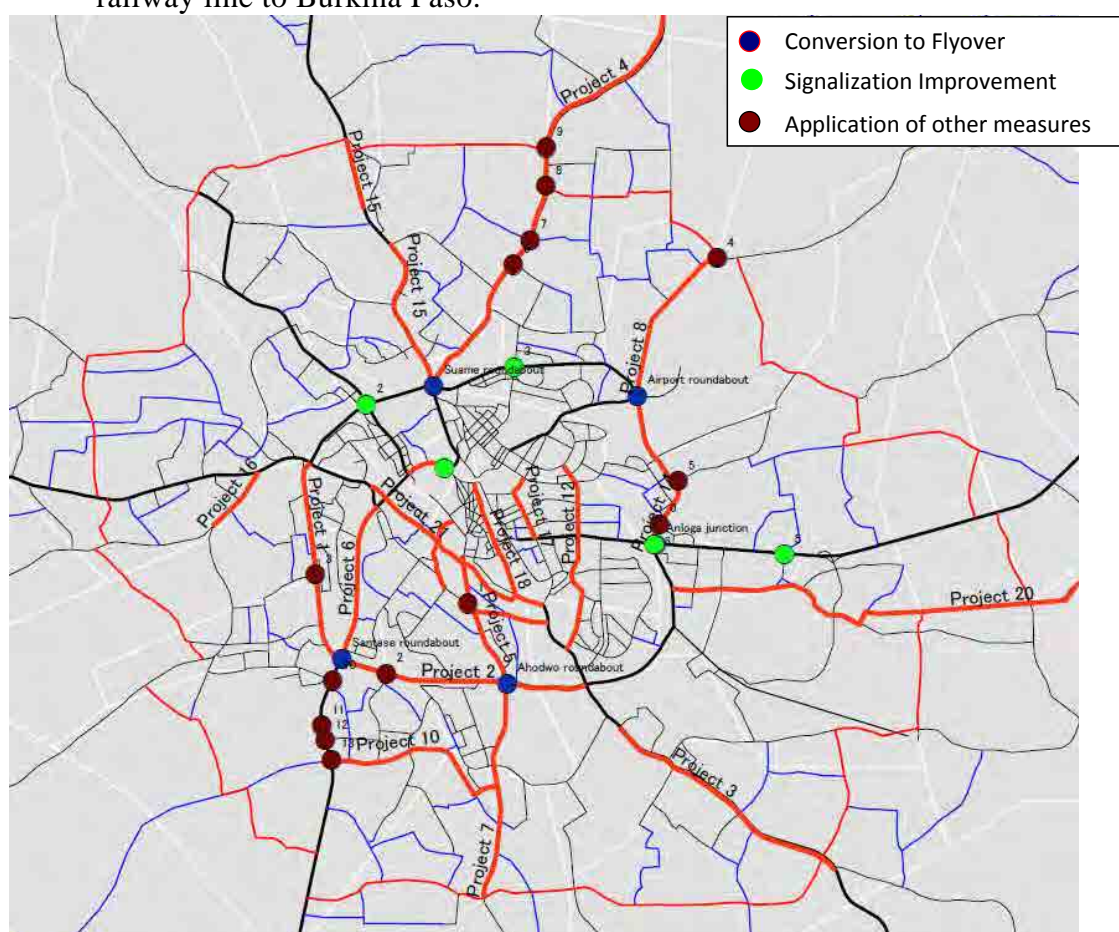 railway line to Burkina Faso.
Conversion to Flyover
Signalization Improvement
Application of other measures
Project 4
9
8
Project 15
7
4
Project 15
Project 8
3
Suame roundabout
Airport roundabout
2
5
Project 16
Project 2
Project 12
Project 1
Project 18
Anloga junction
Project 6
3
Project 20
Santase roundabout
Project 5
2
Project 2
Ahodwo roundabout
11
12
13
Project 10
Project 3
Project 7